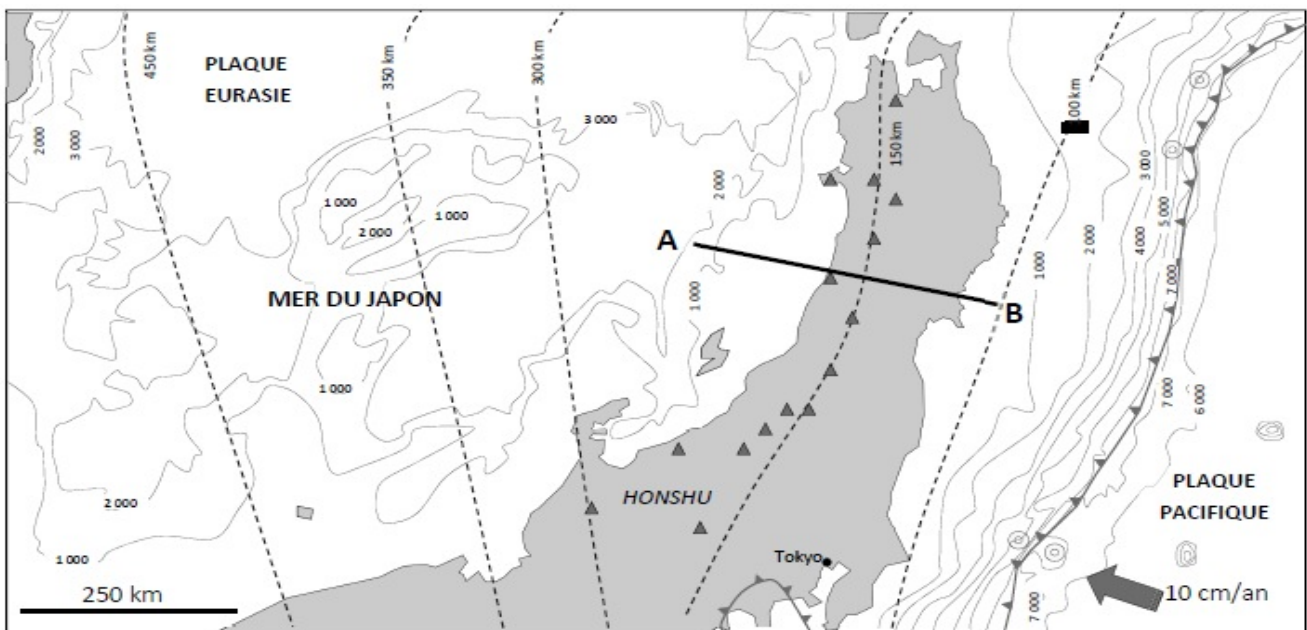 450 km
PLAQUE
EURASIE
350 km
300 km
3 000
2 000
3 000
1 000
1 000
2 000
2 000
150 km
100 km
3 000
5 000
A
MER DU JAPON
1 000
1 000
2 000
4 000
7 000
B
1 000
7 000
6 000
2 000
HONSHU
PLAQUE
PACIFIQUE
1 000
Tokyo
250 km
7 000
10 cm/an